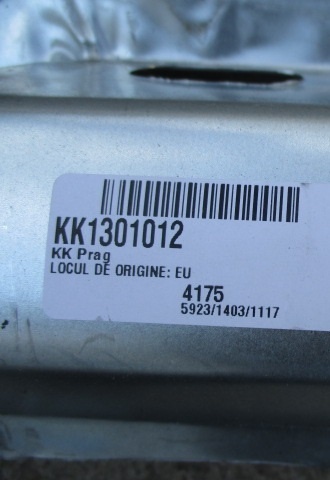 KK1301012
KK Prag
LOCUL DE ORIGINE: EU
4175
5923/1403/1117